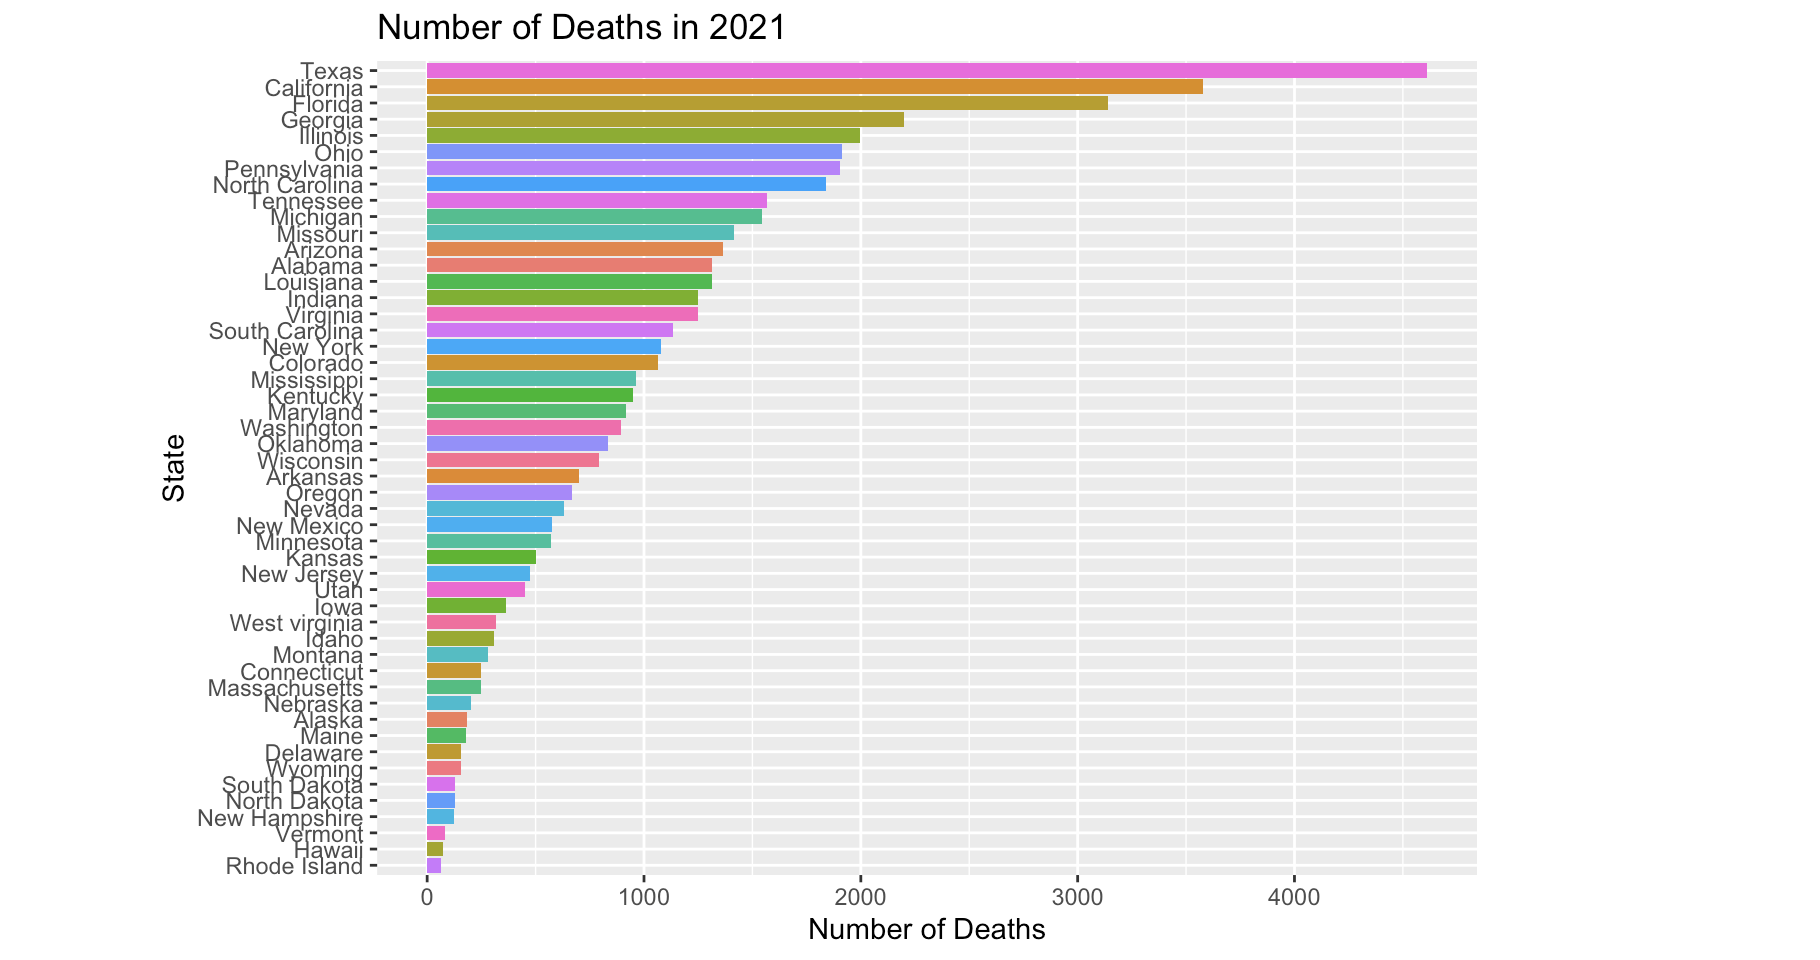 Number of Deaths in 2021
State
Texas
California
Florida
Georgia
Illinois
Ohio
Pennsylvania
North Carolina
Tennessee
Michigan
Missouri
Arizona
Alabama
Louisiana
Indiana
Virginia
South Carolina
New York
Colorado
Mississippi
Kentucky
Maryland
Washington
Oklahoma
Wisconsin
Arkansas
Oregon
Nevada
New Mexico
Minnesota
Kansas
New Jersey
Utah
Iowa
West virginia
Idaho
Montana
Connecticut
Massachusetts
Nebraska
Alaska
Maine
Delaware
Wyoming
South Dakota
North Dakota
New Hampshire
Vermont
Hawaii
Rhode Island
0 1000 2000 3000 4000
Number of Deaths